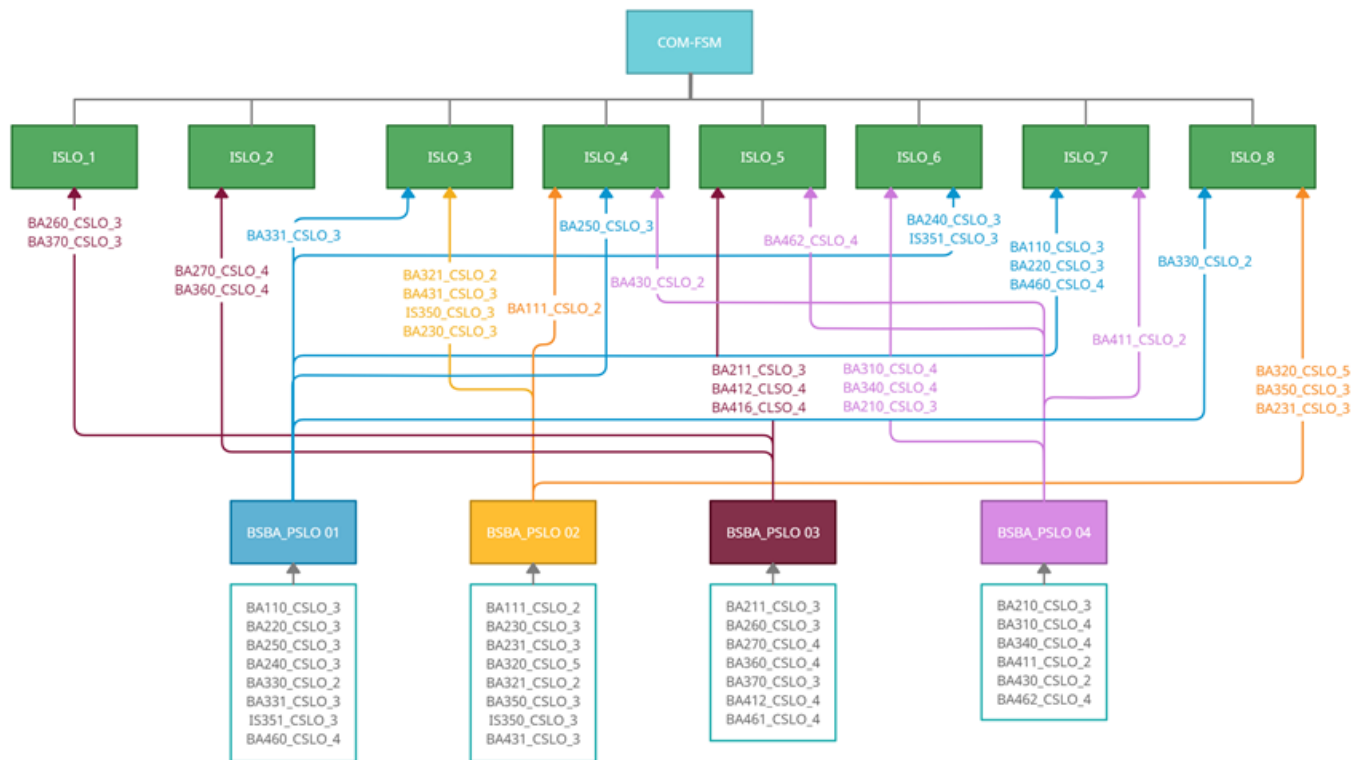 COM-FSM
ISLO_1
ISLO_2
ISLO_3
ISLO_4
ISLO_5
ISLO_6
ISLO_7
ISLO_8
BA260_CSLO_3
BA370_CSLO_3
BA270_CSLO_4
BA360_CSLO_4
BA331_CSLO_3
BA321_CSLO_2
BA431_CSLO_3
IS350_CSLO_3
BA230_CSLO_3
BA111_CSLO_2
BA250_CSLO_3
BA430_CSLO_2
BA211_CSLO_3
BA412_CLSO_4
BA416_CLSO_4
BA462_CSLO_4
BA310_CSLO_4
BA340_CSLO_4
BA210_CSLO_3
BA240_CSLO_3
IS351_CSLO_3
BA110_CSLO_3
BA220_CSLO_3
BA460_CSLO_4
BA411_CSLO_2
BA330_CSLO_2
BA320_CSLO_5
BA350_CSLO_3
BA231_CSLO_3
BSBA_PSLO 01
BSBA_PSLO 02
BSBA_PSLO 03
BSBA_PSLO 04
BA110_CSLO_3
BA220_CSLO_3
BA250_CSLO_3
BA240_CSLO_3
BA330_CSLO_2
BA331_CSLO_3
IS351_CSLO_3
BA460_CSLO_4
BA111_CSLO_2
BA230_CSLO_3
BA231_CSLO_3
BA320_CSLO_5
BA321_CSLO_2
BA350_CSLO_3
IS350_CSLO_3
BA431_CSLO_3
BA211_CSLO_3
BA260_CSLO_3
BA270_CSLO_4
BA360_CSLO_4
BA370_CSLO_3
BA412_CSLO_4
BA461_CSLO_4
BA210_CSLO_3
BA310_CSLO_4
BA340_CSLO_4
BA411_CSLO_2
BA430_CSLO_2
BA462_CSLO_4